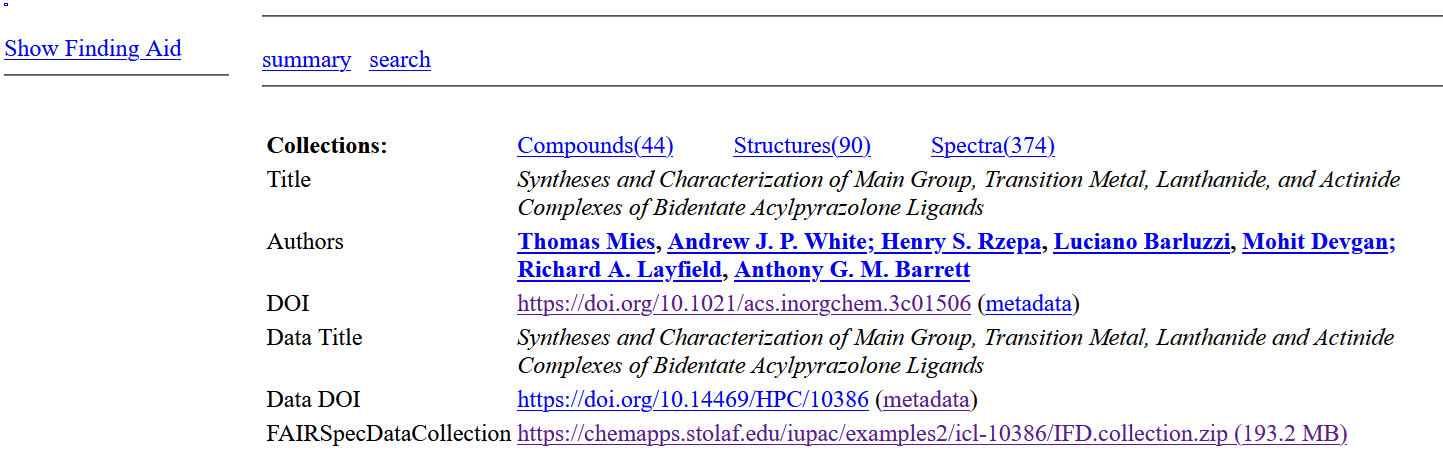 Show Finding Aid
summary search
Collections: Compounds(44) Structures(90) Spectra(374)
Title Syntheses and Characterization of Main Group, Transition Metal, Lanthanide, and Actinide
Complexes of Bidentate Acylpyrazolone Ligands
Authors Thomas Mies, Andrew J. P. White; Henry S. Rzepa, Luciano Barluzzi, Mohit Devgan;
Richard A. Layfield, Anthony G. M. Barrett
DOI https://doi.org/10.1021/acs.inorgchem.3c01506 (metadata)
Data Title Syntheses and Characterization of Main Group, Transition Metal, Lanthanide and Actinide
Complexes of Bidentate Acylpyrazolone Ligands
Data DOI https://doi.org/10.14469/HPC/10386 (metadata)
FAIRSpecDataCollection https://chemapps.stolaf.edu/iupac/examples2/icl-10386/IFD.collection.zip (193.2 MB)